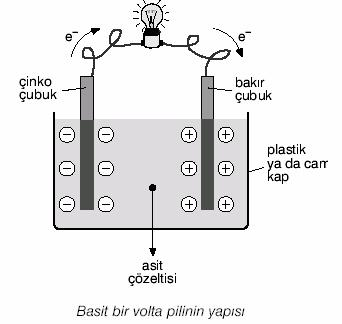 e⁻
e⁻
çinko
çubuk
bakır
çubuk
− − + +
− − + +
− − + +
plastik
ya da cam
kap
asit
çözeltisi
Basit bir volta pilinin yapısı